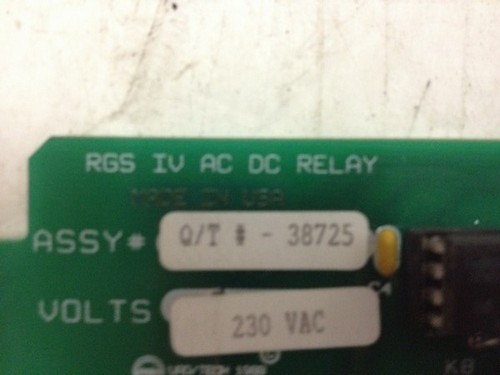 RGS IV AC DC RELAY
MADE IN USA
ASSY# Q/T # - 38725
C4
VOLTS 230 VAC
K8